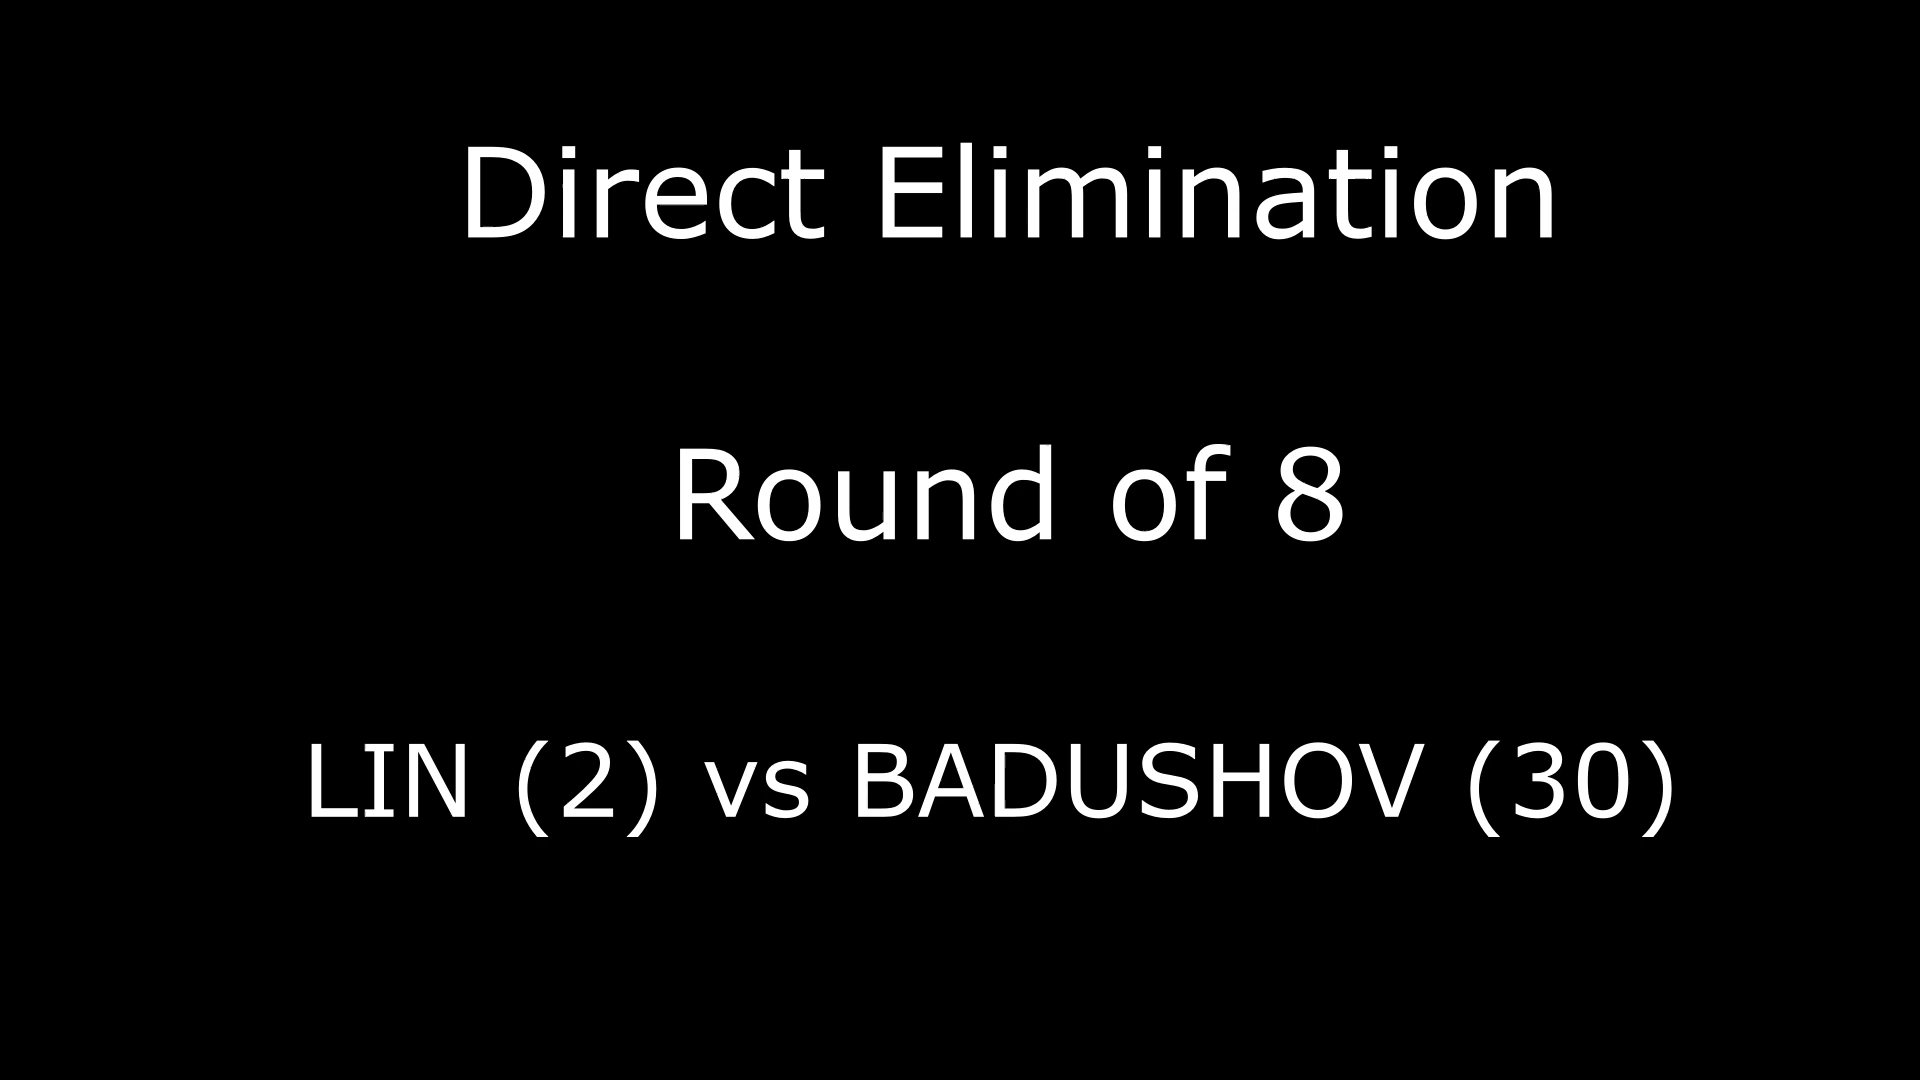 Direct Elimination
Round of 8
LIN (2) vs BADUSHOV (30)